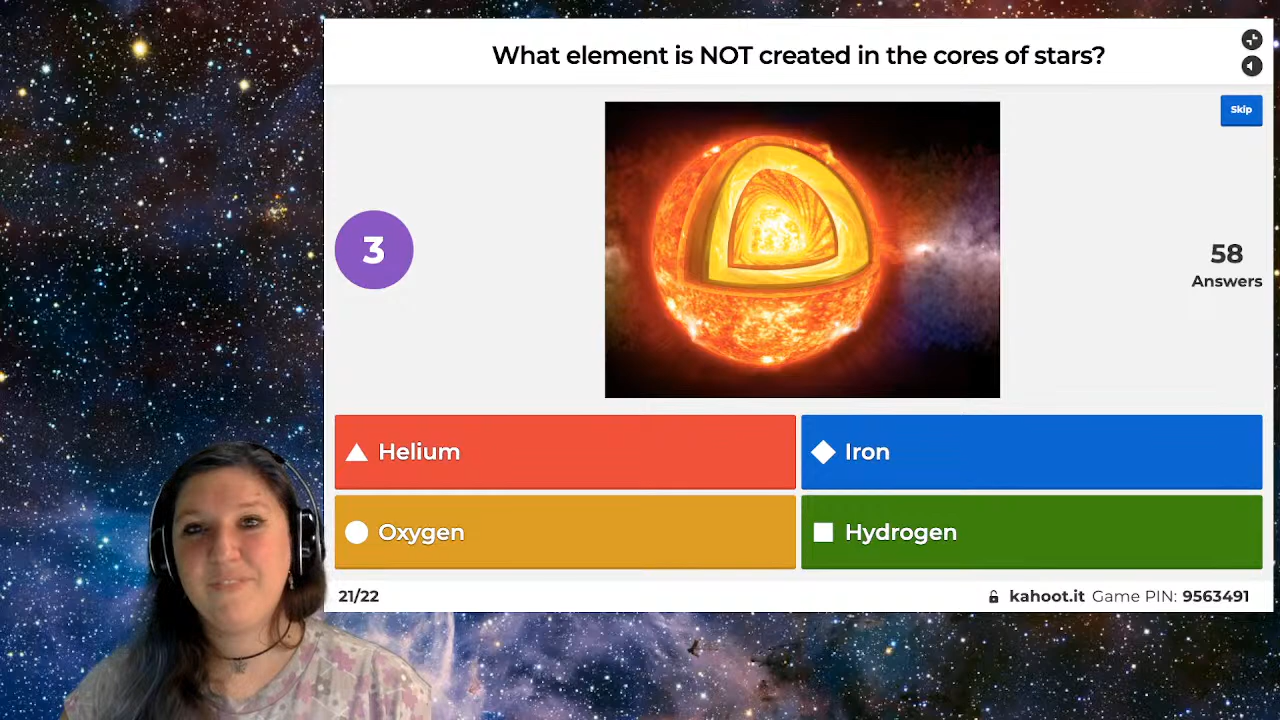 What element is NOT created in the cores of stars?
Skip
3
58
Answers
Helium
Iron
Oxygen
Hydrogen
21/22
kahoot.it Game PIN: 9563491